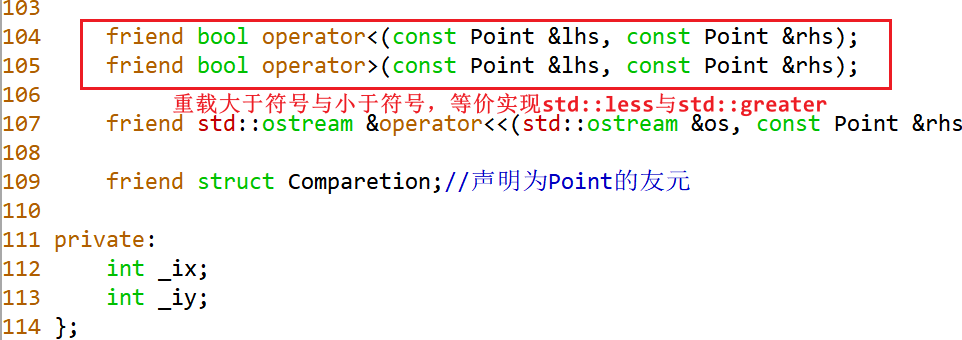 103
104     friend bool operator<(const Point &lhs, const Point &rhs);
105     friend bool operator>(const Point &lhs, const Point &rhs);
106
重载大于符号与小于符号，等价实现std::less与std::greater
107     friend std::ostream &operator<<(std::ostream &os, const Point &rhs
108
109     friend struct Comparetion;//声明为Point的友元
110
111 private:
112     int _ix;
113     int _iy;
114 };